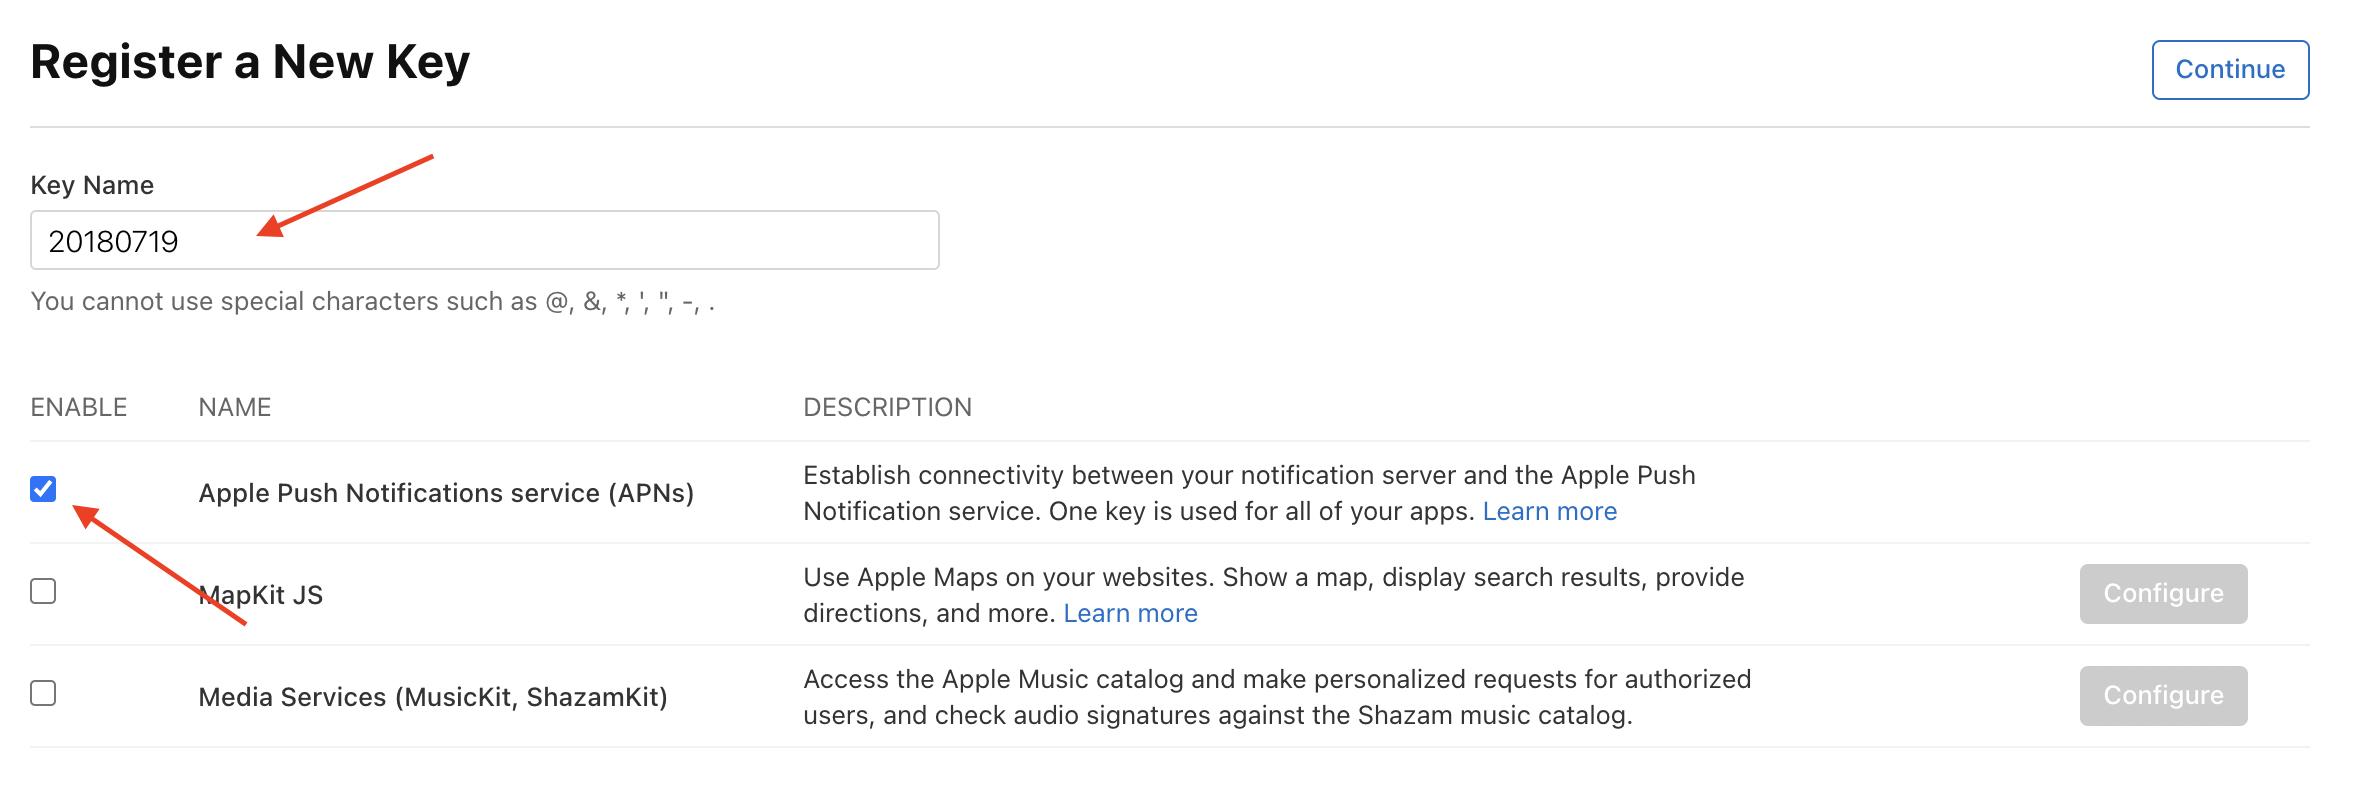 Register a New Key
Continue
Key Name
20180719
You cannot use special characters such as @, &, *, ', ", -, .
ENABLE NAME DESCRIPTION
Apple Push Notifications service (APNs)
Establish connectivity between your notification server and the Apple Push
Notification service. One key is used for all of your apps. Learn more
MapKit JS
Use Apple Maps on your websites. Show a map, display search results, provide
directions, and more. Learn more
Configure
Media Services (MusicKit, ShazamKit)
Access the Apple Music catalog and make personalized requests for authorized
users, and check audio signatures against the Shazam music catalog.
Configure